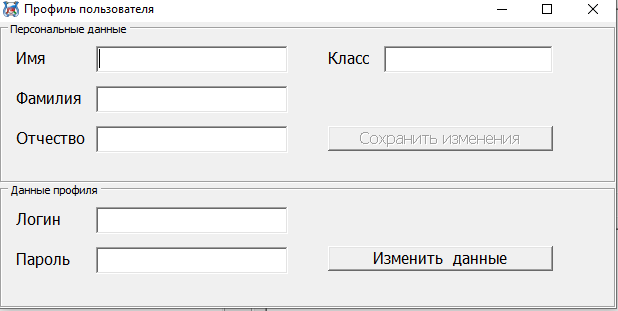 Профиль пользователя
Персональные данные
Имя
Класс
Фамилия
Отчество
Сохранить изменения
Данные профиля
Логин
Пароль
Изменить данные